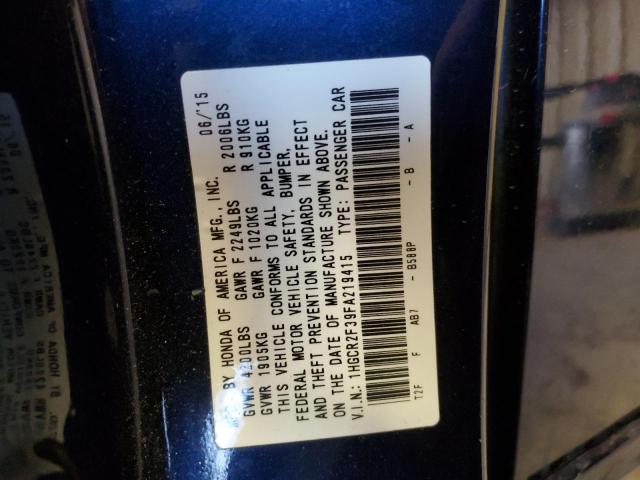 MFD. BY HONDA OF AMERICA MFG., INC. 06/'15
GVWR 4200LBS GAWR F 2249LBS R 2006LBS
GVWR 1905KG GAWR F 1020KG R 910KG
THIS VEHICLE CONFORMS TO ALL APPLICABLE
FEDERAL MOTOR VEHICLE SAFETY, BUMPER,
AND THEFT PREVENTION STANDARDS IN EFFECT
ON THE DATE OF MANUFACTURE SHOWN ABOVE.
V.I.N.: 1HGCR2F39FA219415 TYPE: PASSENGER CAR
T2F F AB7 - B588P - B - A